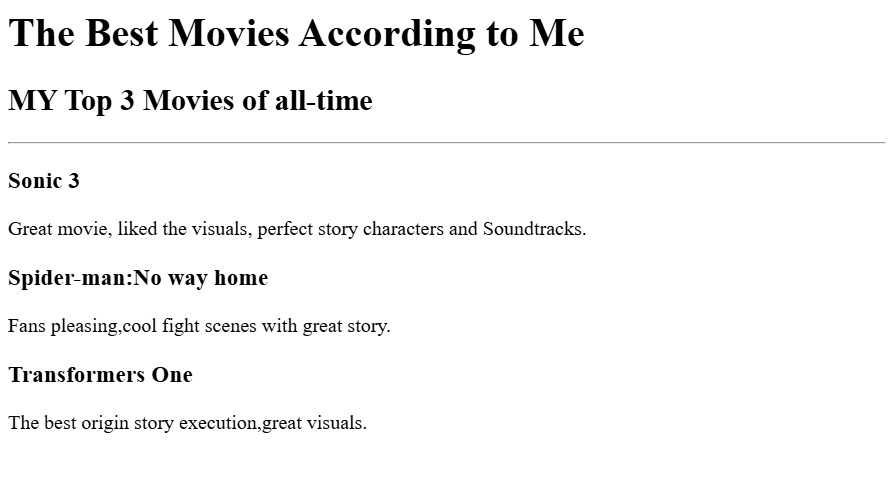 The Best Movies According to Me
MY Top 3 Movies of all-time
Sonic 3
Great movie, liked the visuals, perfect story characters and Soundtracks.
Spider-man:No way home
Fans pleasing,cool fight scenes with great story.
Transformers One
The best origin story execution,great visuals.